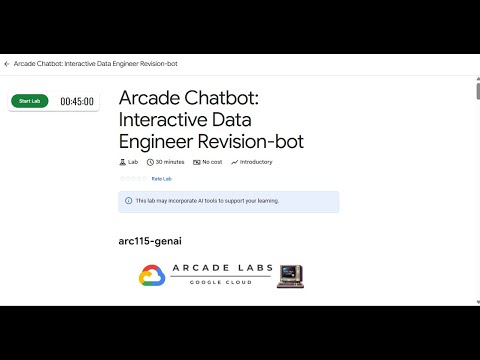 Arcade Chatbot: Interactive Data Engineer Revision-bot
Start Lab
00:45:00
Arcade Chatbot:
Interactive Data
Engineer Revision-bot
Lab 30 minutes No cost Introductory
Rate Lab
This lab may incorporate AI tools to support your learning.
arc115-genai
ARCADE LABS
GOOGLE CLOUD